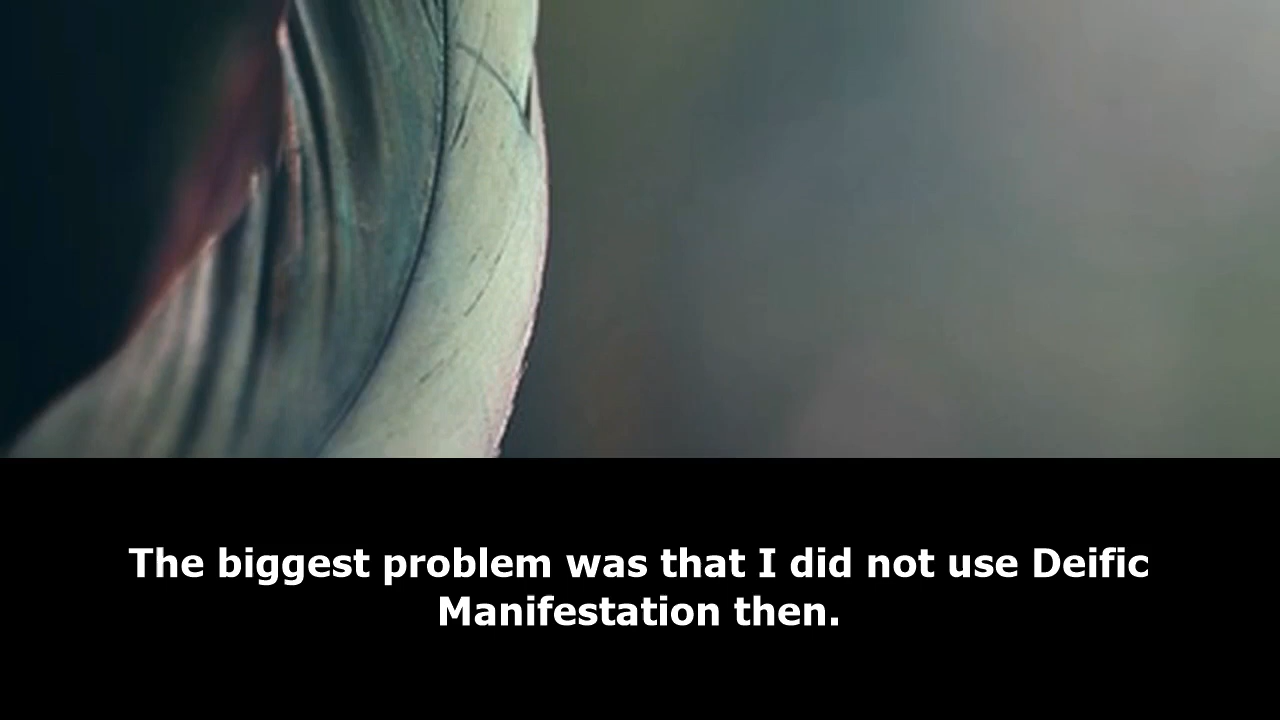 The biggest problem was that I did not use Deific
Manifestation then.